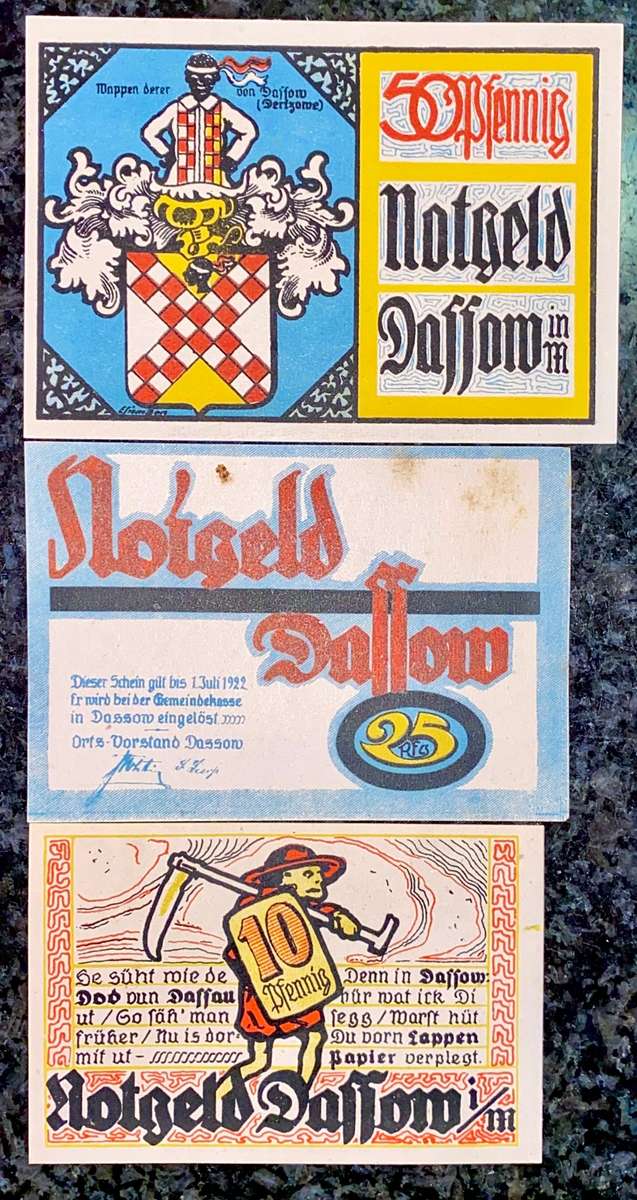 Wappen derer von Dassow
(Dertzowe)
50 Pfennig
Notgeld
Dassow in
M
Notgeld
Dassow
Dieser Schein gilt bis 1. Juli 1922
Er wird bei der Gemeindekasse
in Dassow eingelöst
Orts-Vorstand Dassow
25
PFG
10
Pfennig
He süht wie de
Dod vun Dassau
ut / So säh' man
früher / Nu is dor-
mit ut -
Denn in Dassow:
hür wat ick Di
segg / Warst hüt
Du vorn Lappen
Papier verplegt.
Notgeld Dassow i/M